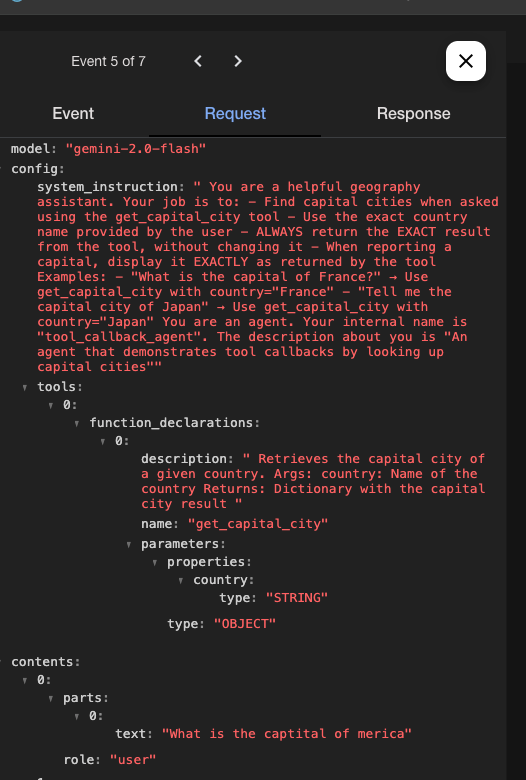 Event 5 of 7
Event Request Response
model: "gemini-2.0-flash"
config:
system_instruction: " You are a helpful geography
assistant. Your job is to: - Find capital cities when asked
using the get_capital_city tool - Use the exact country
name provided by the user - ALWAYS return the EXACT result
from the tool, without changing it - When reporting a
capital, display it EXACTLY as returned by the tool
Examples: - "What is the capital of France?" → Use
get_capital_city with country="France" - "Tell me the
capital city of Japan" → Use get_capital_city with
country="Japan" You are an agent. Your internal name is
"tool_callback_agent". The description about you is "An
agent that demonstrates tool callbacks by looking up
capital cities""
tools:
0:
function_declarations:
0:
description: " Retrieves the capital city of
a given country. Args: country: Name of the
country Returns: Dictionary with the capital
city result "
name: "get_capital_city"
parameters:
properties:
country:
type: "STRING"
type: "OBJECT"
contents:
0:
parts:
0:
text: "What is the captital of merica"
role: "user"